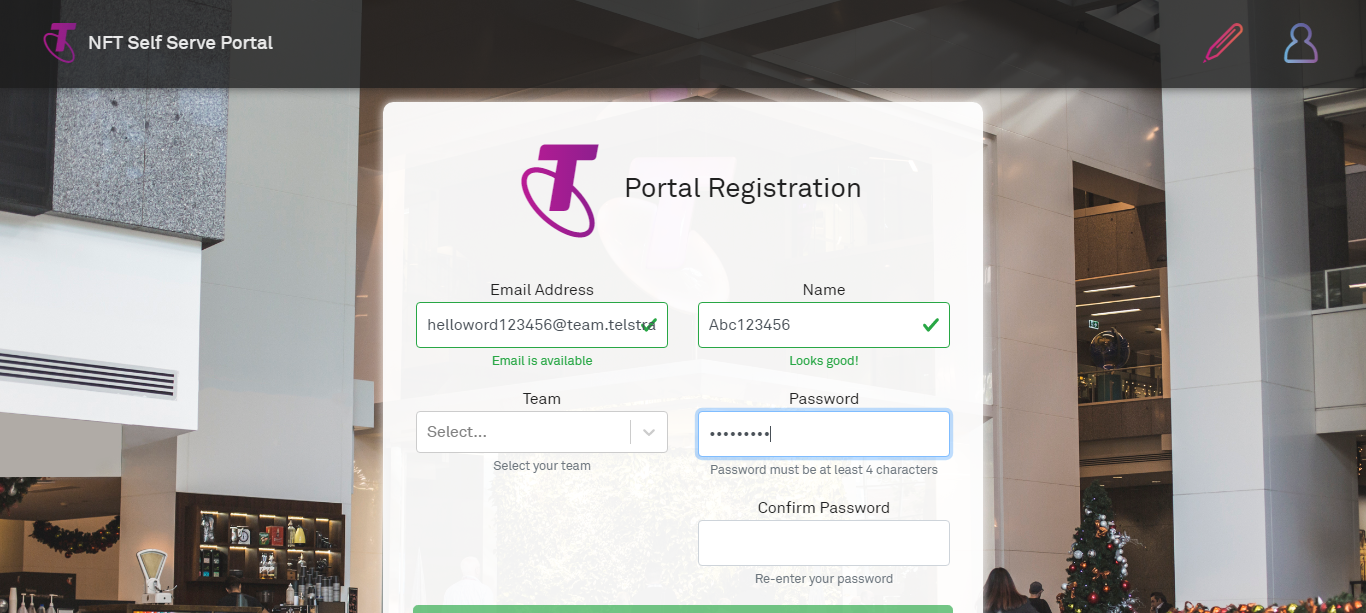 NFT Self Serve Portal
Portal Registration
Email Address
Name
helloword123456@team.telstra
Abc123456
Email is available
Looks good!
Team
Password
Select...
•••••••••
Select your team
Password must be at least 4 characters
Confirm Password
Re-enter your password